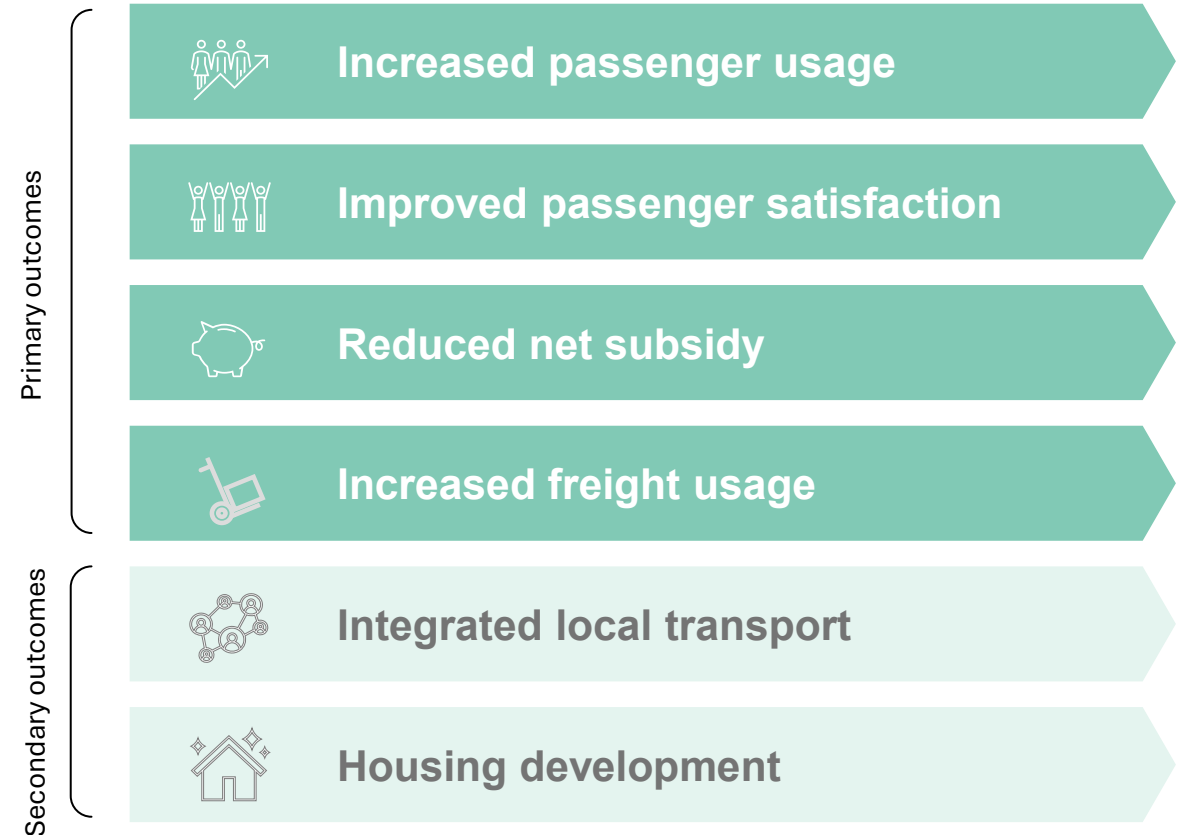 Primary outcomes
Increased passenger usage
Improved passenger satisfaction
Reduced net subsidy
Increased freight usage
Secondary outcomes
Integrated local transport
Housing development